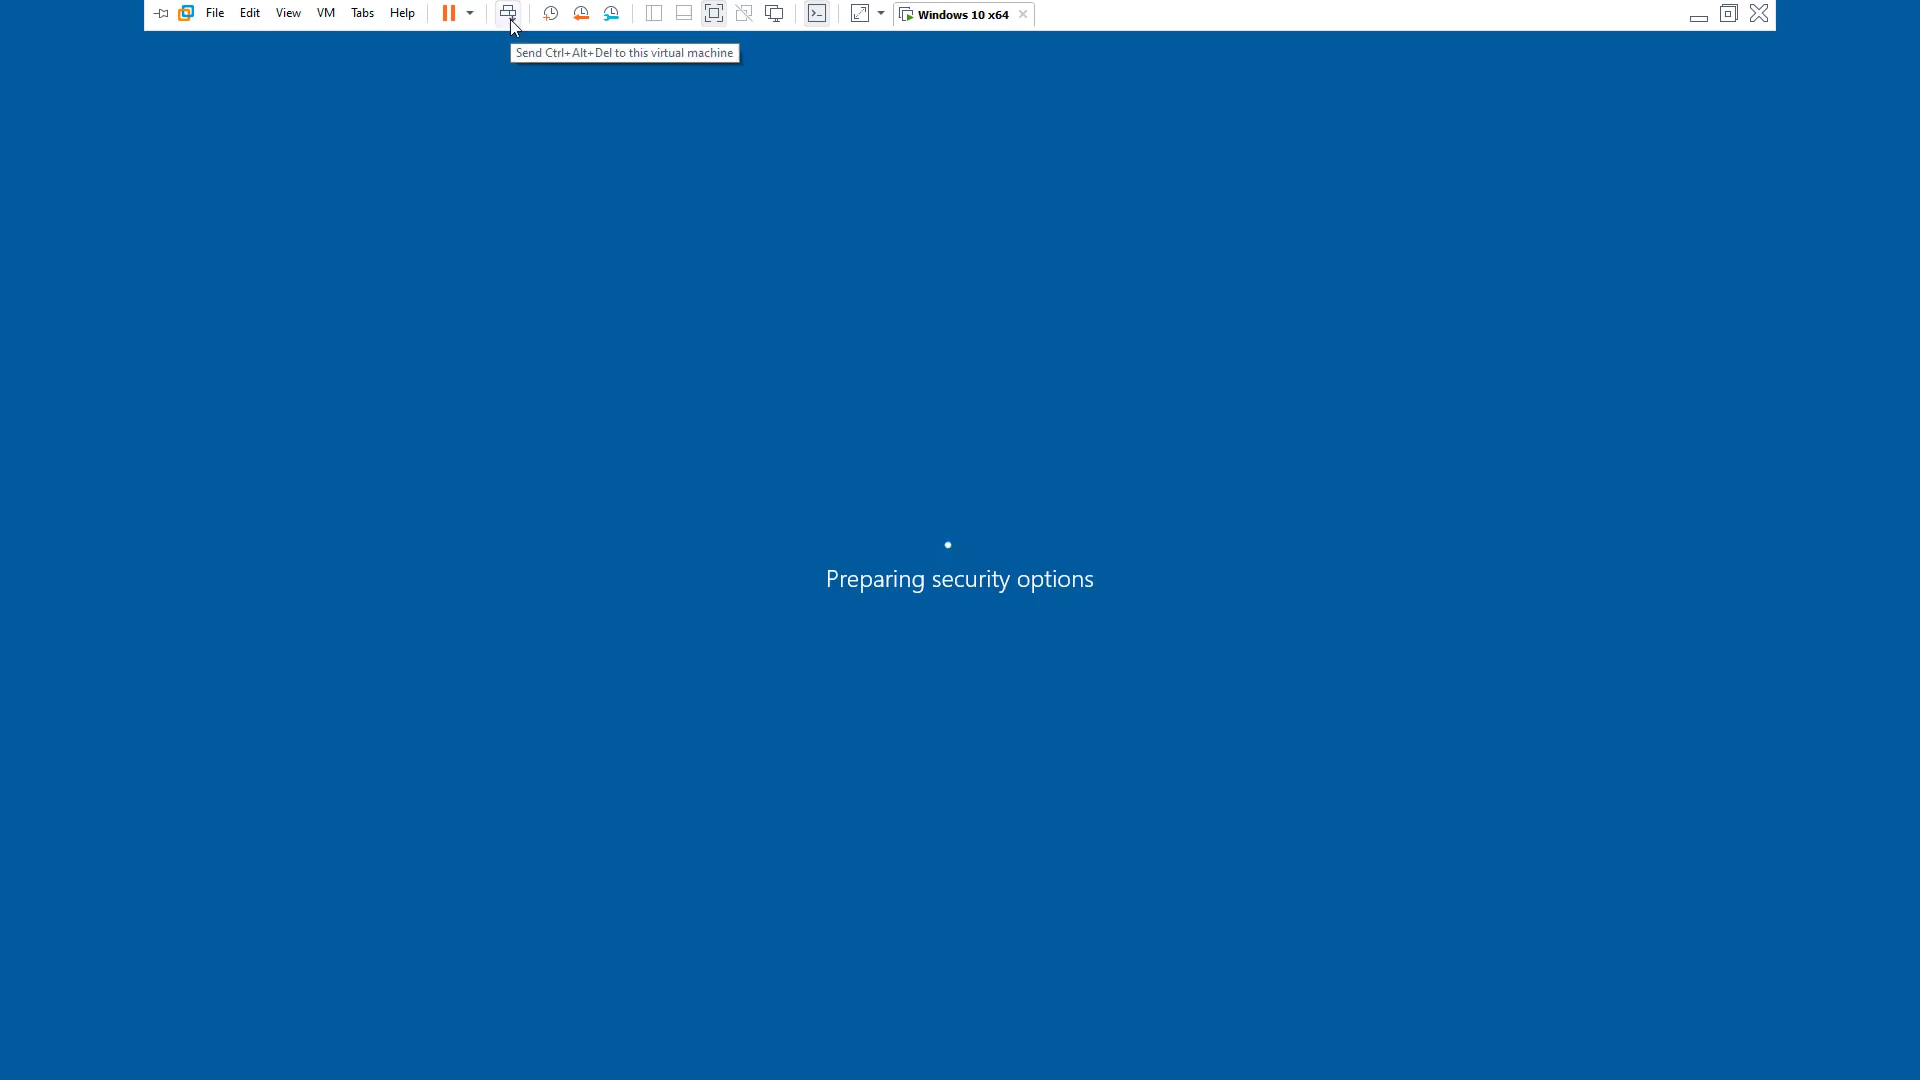 File Edit View VM Tabs Help Windows 10 x64
Send Ctrl+Alt+Del to this virtual machine
Preparing security options